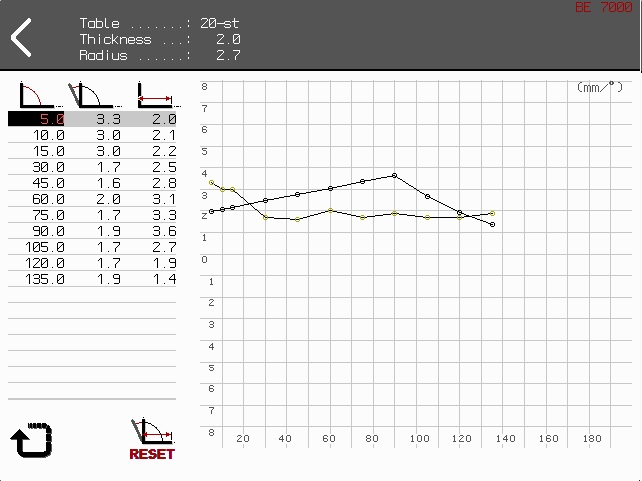 BE 7000
Table .......: 20-st
Thickness ...: 2.0
Radius ......: 2.7
5.0 3.3 2.0
10.0 3.0 2.1
15.0 3.0 2.2
30.0 1.7 2.5
45.0 1.6 2.8
60.0 2.0 3.1
75.0 1.7 3.3
90.0 1.9 3.6
105.0 1.7 2.7
120.0 1.7 1.9
135.0 1.9 1.4
RESET
(mm/°)
8
7
6
5
4
3
2
1
0
1
2
3
4
5
6
7
8
20 40 60 80 100 120 140 160 180